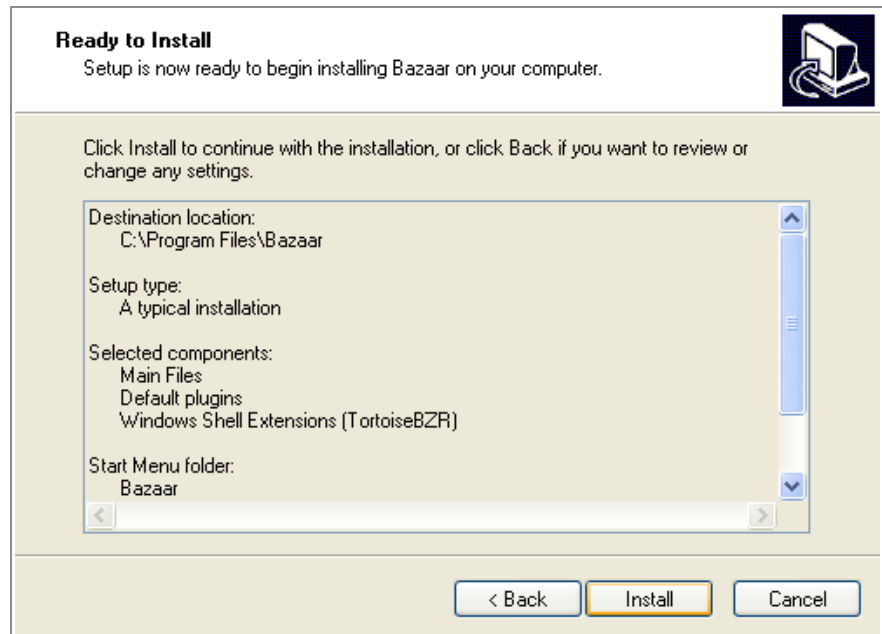 Ready to Install
Setup is now ready to begin installing Bazaar on your computer.
Click Install to continue with the installation, or click Back if you want to review or
change any settings.
Destination location:
C:\Program Files\Bazaar
Setup type:
A typical installation
Selected components:
Main Files
Default plugins
Windows Shell Extensions (TortoiseBZR)
Start Menu folder:
Bazaar
< Back
Install
Cancel